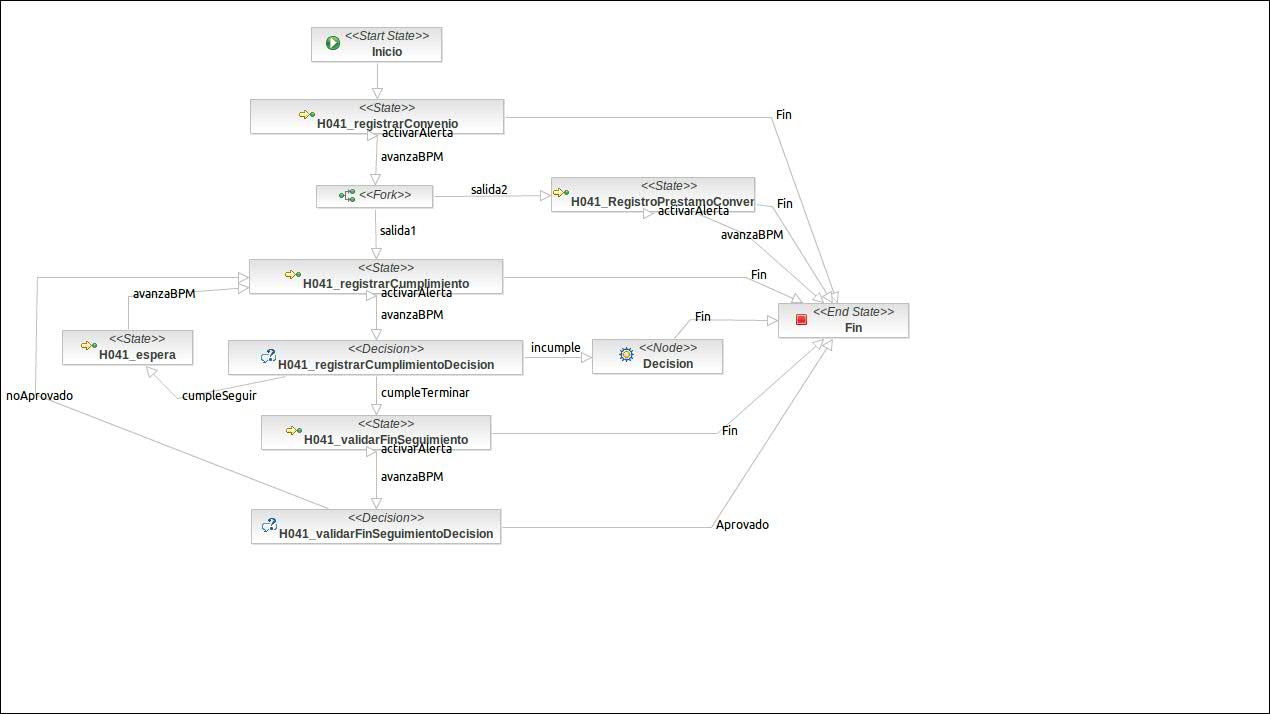 <<Start State>>
Inicio
<<State>>
H041_registrarConvenio
Fin
activarAlerta
avanzaBPM
<<Fork>>
salida2
<<State>>
H041_RegistroPrestamoConven
Fin
activarAlerta
avanzaBPM
salida1
<<State>>
H041_registrarCumplimiento
Fin
activarAlerta
avanzaBPM
avanzaBPM
<<End State>>
Fin
Fin
<<State>>
H041_espera
<<Decision>>
H041_registrarCumplimientoDecision
incumple
<<Node>>
Decision
noAprovado
cumpleSeguir
cumpleTerminar
<<State>>
H041_validarFinSeguimiento
Fin
activarAlerta
avanzaBPM
<<Decision>>
H041_validarFinSeguimientoDecision
Aprovado